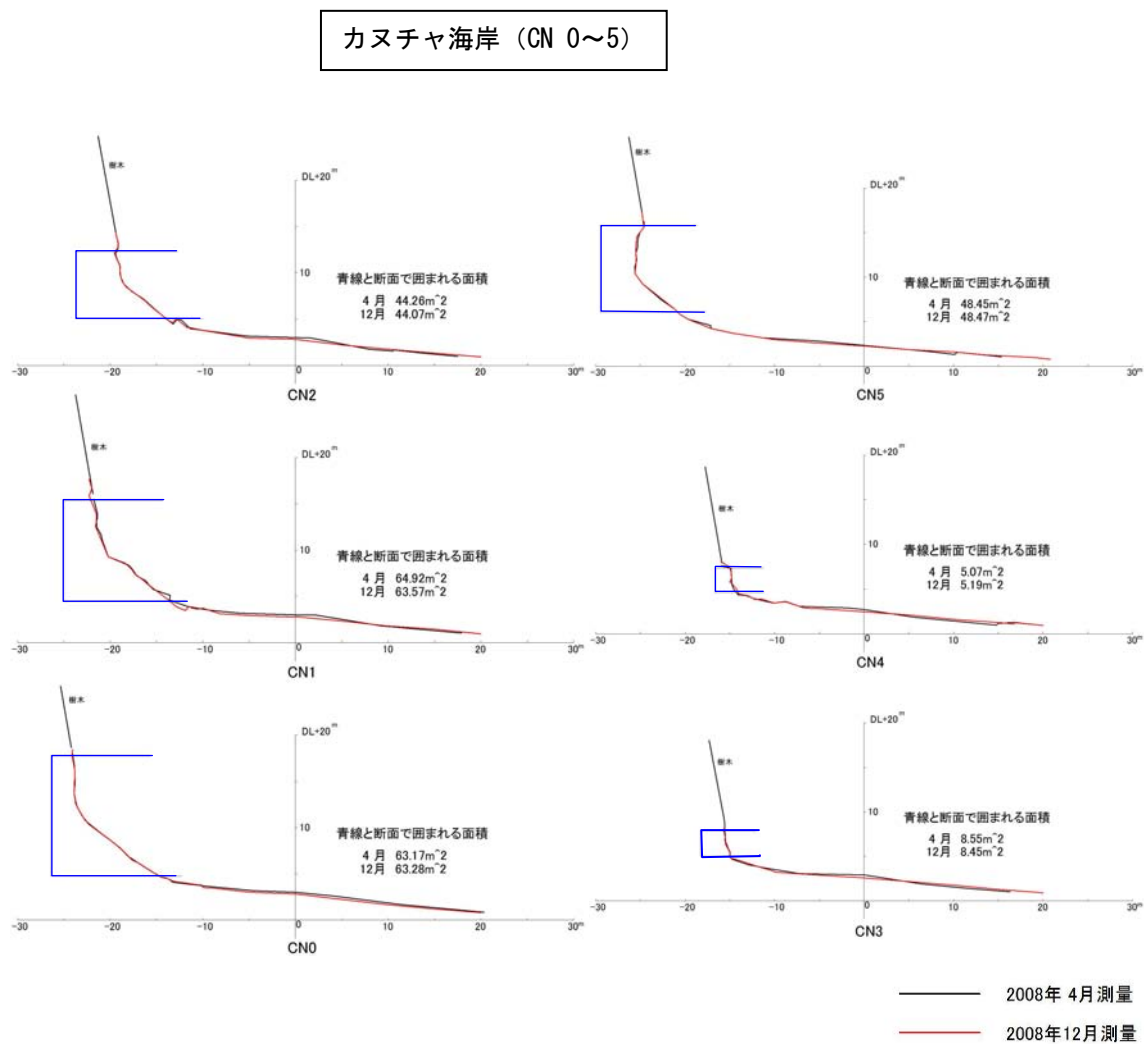 カヌチャ海岸（CN 0～5）
樹木
DL+20m
10
青線と断面で囲まれる面積
4 月 44.26m^2
12月 44.07m^2
-30 -20 -10 0 10 20 30m
CN2
樹木
DL+20m
10
青線と断面で囲まれる面積
4 月 48.45m^2
12月 48.47m^2
-30 -20 -10 0 10 20 30m
CN5
樹木
DL+20m
10
青線と断面で囲まれる面積
4 月 64.92m^2
12月 63.57m^2
-30 -20 -10 0 10 20 30m
CN1
樹木
DL+20m
10
青線と断面で囲まれる面積
4 月 5.07m^2
12月 5.19m^2
-30 -20 -10 0 10 20 30m
CN4
樹木
DL+20m
10
青線と断面で囲まれる面積
4 月 63.17m^2
12月 63.28m^2
-30 -20 -10 0 10 20 30m
CN0
樹木
DL+20m
10
青線と断面で囲まれる面積
4 月 8.55m^2
12月 8.45m^2
-30 -20 -10 0 10 20 30m
CN3
2008年 4月測量
2008年12月測量